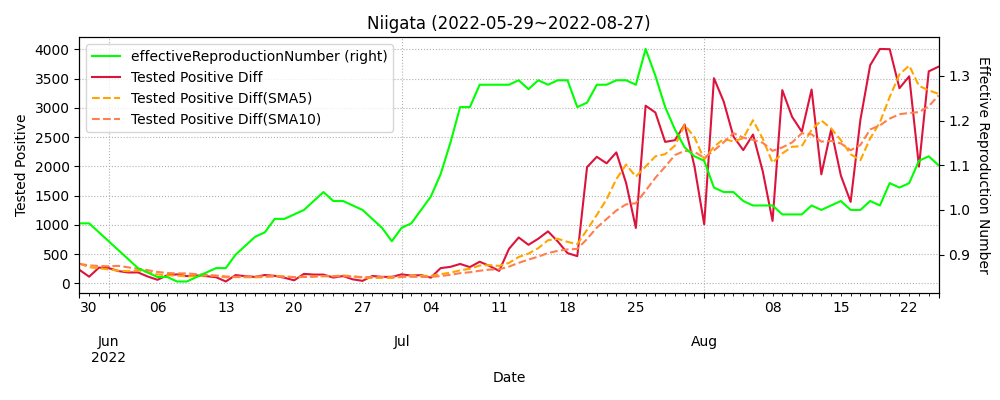 Niigata (2022-05-29~2022-08-27)
effectiveReproductionNumber (right)
Tested Positive Diff
Tested Positive Diff(SMA5)
Tested Positive Diff(SMA10)
Tested Positive
4000
3500
3000
2500
2000
1500
1000
500
0
1.3
1.2
1.1
1.0
0.9
Effective Reproduction Number
30 06 13 20 27 04 11 18 25 08 15 22
Jun Jul Aug
2022
Date